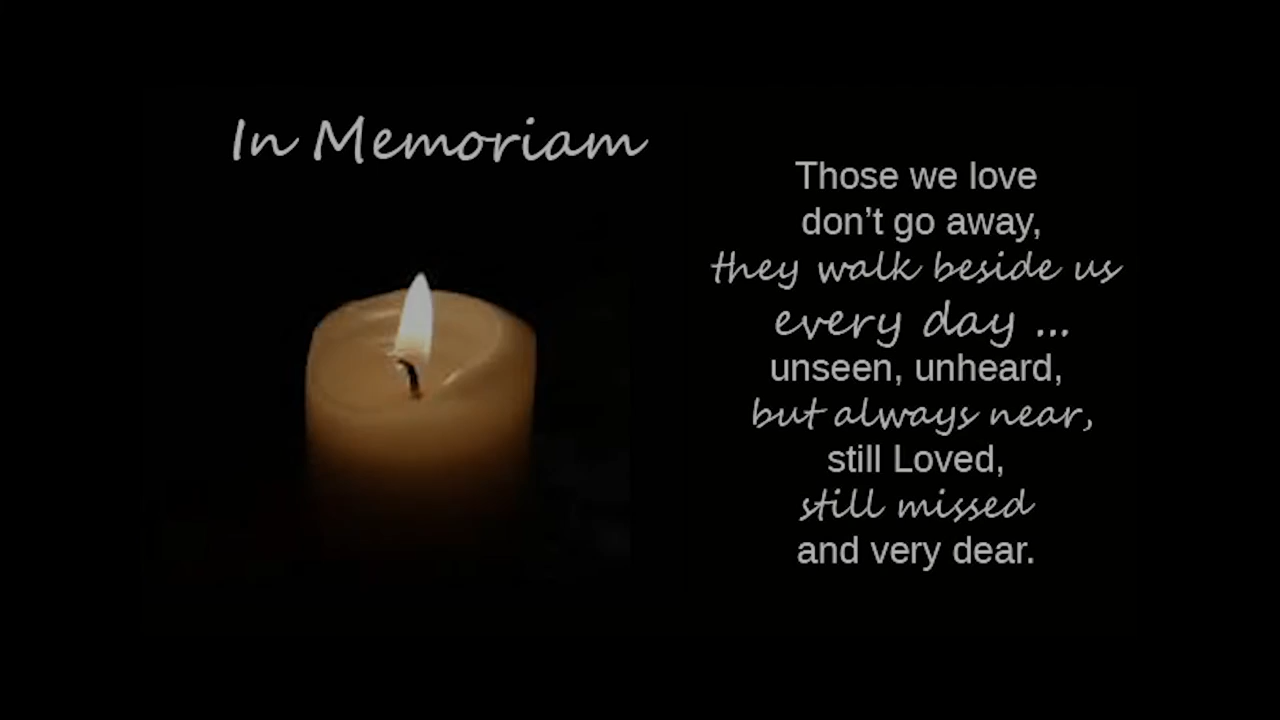 In Memoriam
Those we love
don’t go away,
they walk beside us
every day ...
unseen, unheard,
but always near,
still Loved,
still missed
and very dear.